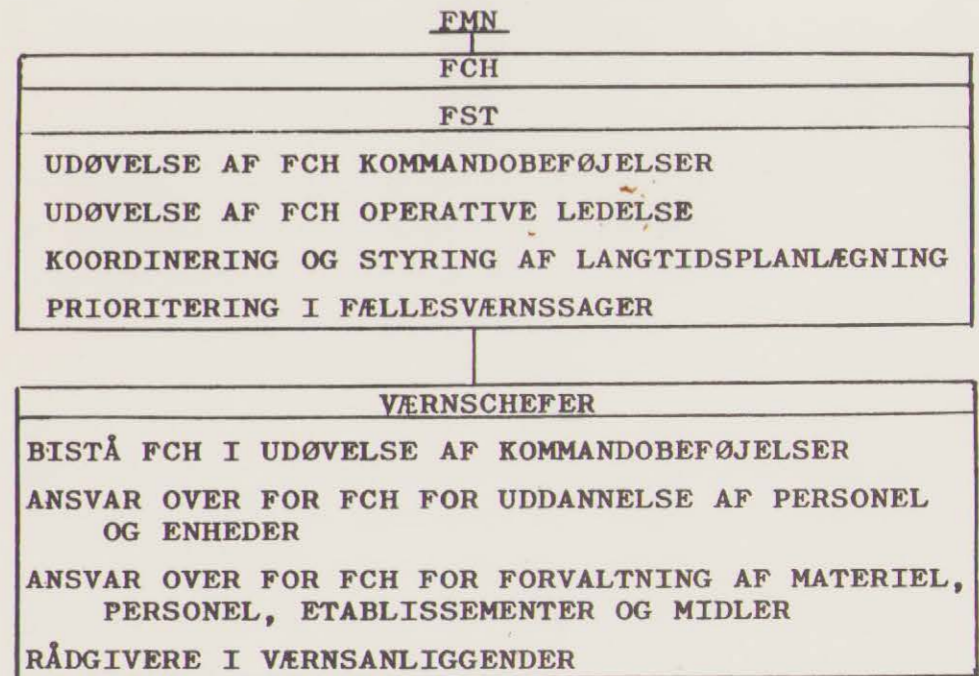 FMN
FCH
FST
UDØVELSE AF FCH KOMMANDOBEFØJELSER
UDØVELSE AF FCH OPERATIVE LEDELSE
KOORDINERING OG STYRING AF LANGTIDSPLANLÆGNING
PRIORITERING I FÆLLESVÆRNSSAGER
VÆRNSCHEFER
BISTÅ FCH I UDØVELSE AF KOMMANDOBEFØJELSER
ANSVAR OVER FOR FCH FOR UDDANNELSE AF PERSONEL
OG ENHEDER
ANSVAR OVER FOR FCH FOR FORVALTNING AF MATERIEL,
PERSONEL, ETABLISSEMENTER OG MIDLER
RÅDGIVERE I VÆRNSANLIGGENDER